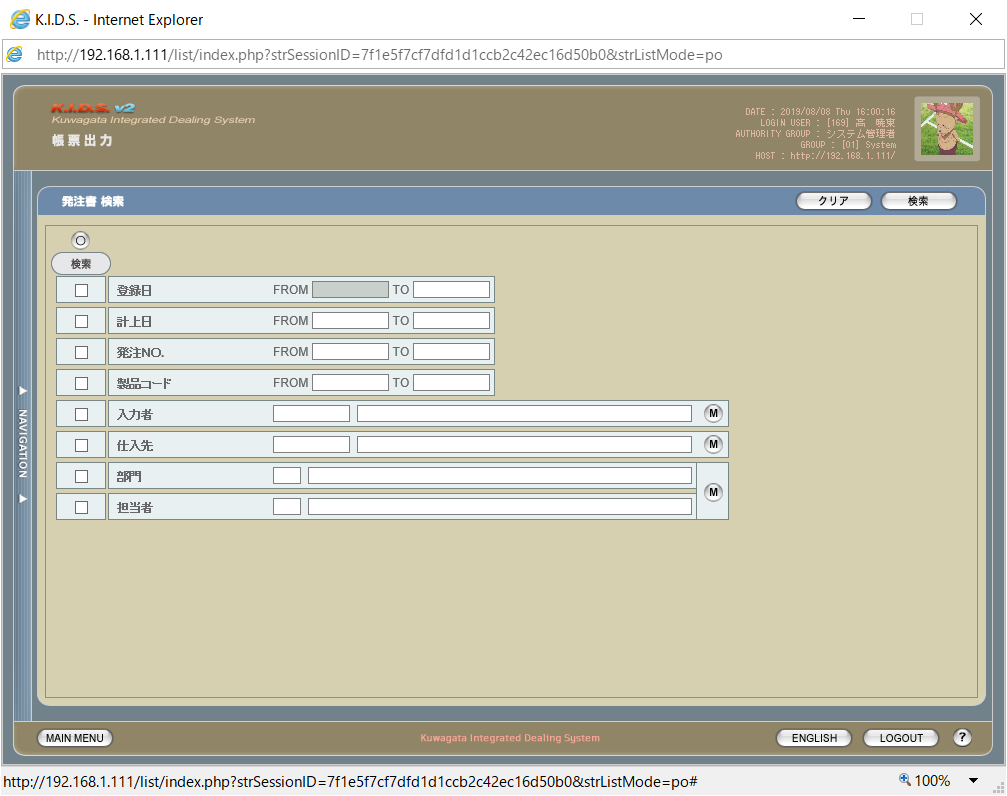 K.I.D.S. - Internet Explorer
http://192.168.1.111/list/index.php?strSessionID=7f1e5f7cf7dfd1d1ccb2c42ec16d50b0&strListMode=po
K.I.D.S. v2
Kuwagata Integrated Dealing System
帳票出力
DATE : 2019/08/08 Thu 16:00:16
LOGIN USER : [169] 高 暁東
AUTHORITY GROUP : システム管理者
GROUP : [01] System
HOST : http://192.168.1.111/
発注書 検索
クリア
検索
検索
登録日 FROM TO
計上日 FROM TO
発注NO. FROM TO
製品コード FROM TO
入力者 M
仕入先 M
部門
M
担当者
NAVIGATION
MAIN MENU
Kuwagata Integrated Dealing System
ENGLISH
LOGOUT
?
http://192.168.1.111/list/index.php?strSessionID=7f1e5f7cf7dfd1d1ccb2c42ec16d50b0&strListMode=po#
100%